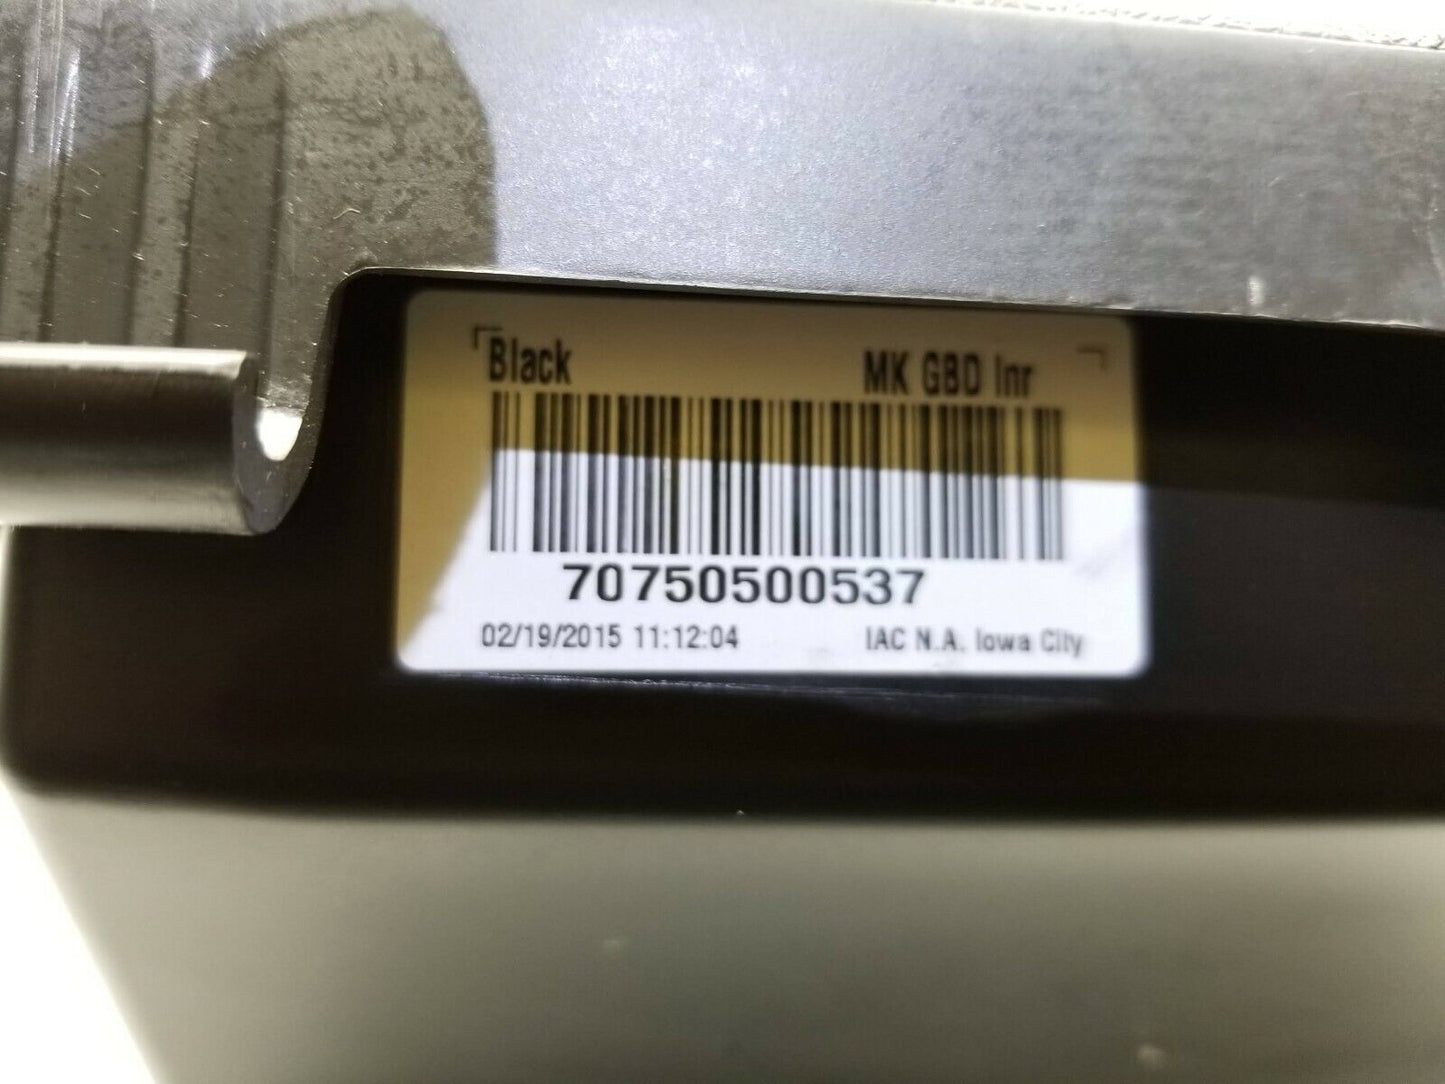 Black MK GBD Inr
70750500537
02/19/2015 11:12:04 IAC N.A. Iowa City